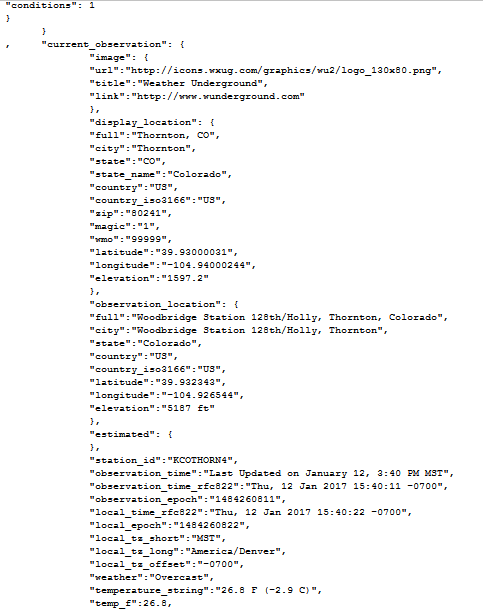 "conditions": 1
}
}
, "current_observation": {
"image": {
"url":"http://icons.wxug.com/graphics/wu2/logo_130x80.png",
"title":"Weather Underground",
"link":"http://www.wunderground.com"
},
"display_location": {
"full":"Thornton, CO",
"city":"Thornton",
"state":"CO",
"state_name":"Colorado",
"country":"US",
"country_iso3166":"US",
"zip":"80241",
"magic":"1",
"wmo":"99999",
"latitude":"39.93000031",
"longitude":"-104.94000244",
"elevation":"1597.2"
},
"observation_location": {
"full":"Woodbridge Station 128th/Holly, Thornton, Colorado",
"city":"Woodbridge Station 128th/Holly, Thornton",
"state":"Colorado",
"country":"US",
"country_iso3166":"US",
"latitude":"39.932343",
"longitude":"-104.926544",
"elevation":"5187 ft"
},
"estimated": {
},
"station_id":"KCOTHORN4",
"observation_time":"Last Updated on January 12, 3:40 PM MST",
"observation_time_rfc822":"Thu, 12 Jan 2017 15:40:11 -0700",
"observation_epoch":"1484260811",
"local_time_rfc822":"Thu, 12 Jan 2017 15:40:22 -0700",
"local_epoch":"1484260822",
"local_tz_short":"MST",
"local_tz_long":"America/Denver",
"local_tz_offset":"-0700",
"weather":"Overcast",
"temperature_string":"26.8 F (-2.9 C)",
"temp_f":26.8,